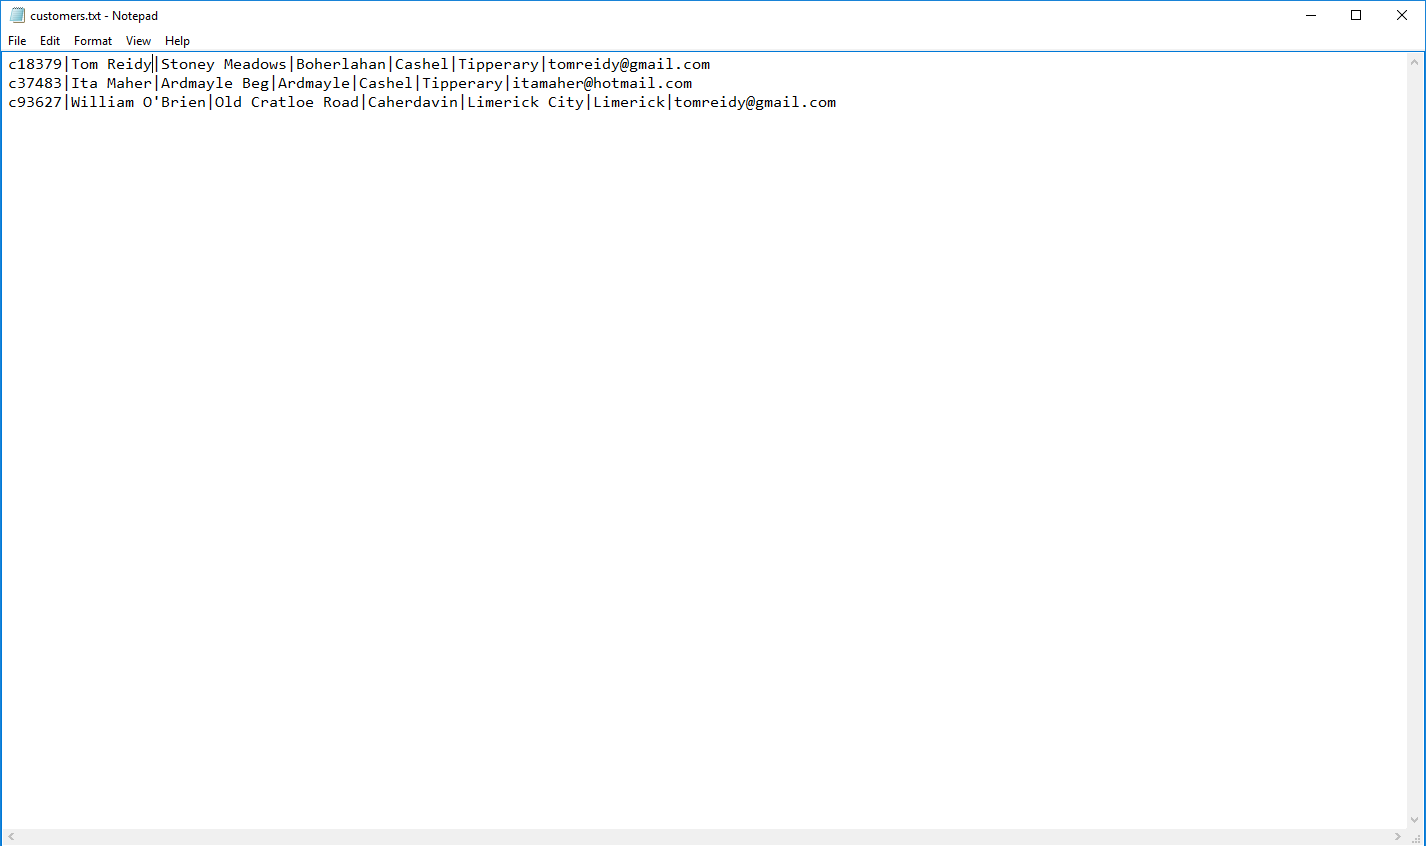 customers.txt - Notepad
File Edit Format View Help
c18379|Tom Reidy|Stoney Meadows|Boherlahan|Cashel|Tipperary|tomreidy@gmail.com
c37483|Ita Maher|Ardmayle Beg|Ardmayle|Cashel|Tipperary|itamaher@hotmail.com
c93627|William O'Brien|Old Cratloe Road|Caherdavin|Limerick City|Limerick|tomreidy@gmail.com